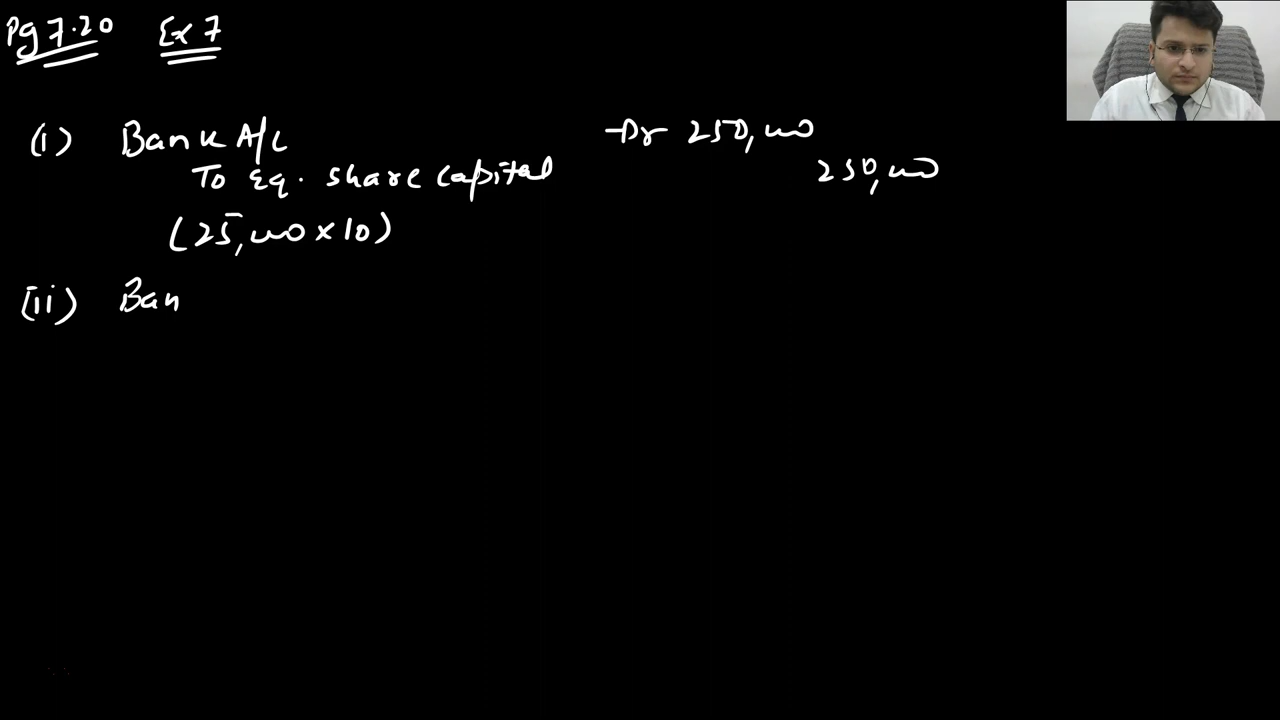 Pg 7.20 Ex 7
(i) Bank A/c Dr 250,000
To Eq. share capital 250,000
(25,000 x 10)
(ii) Ban